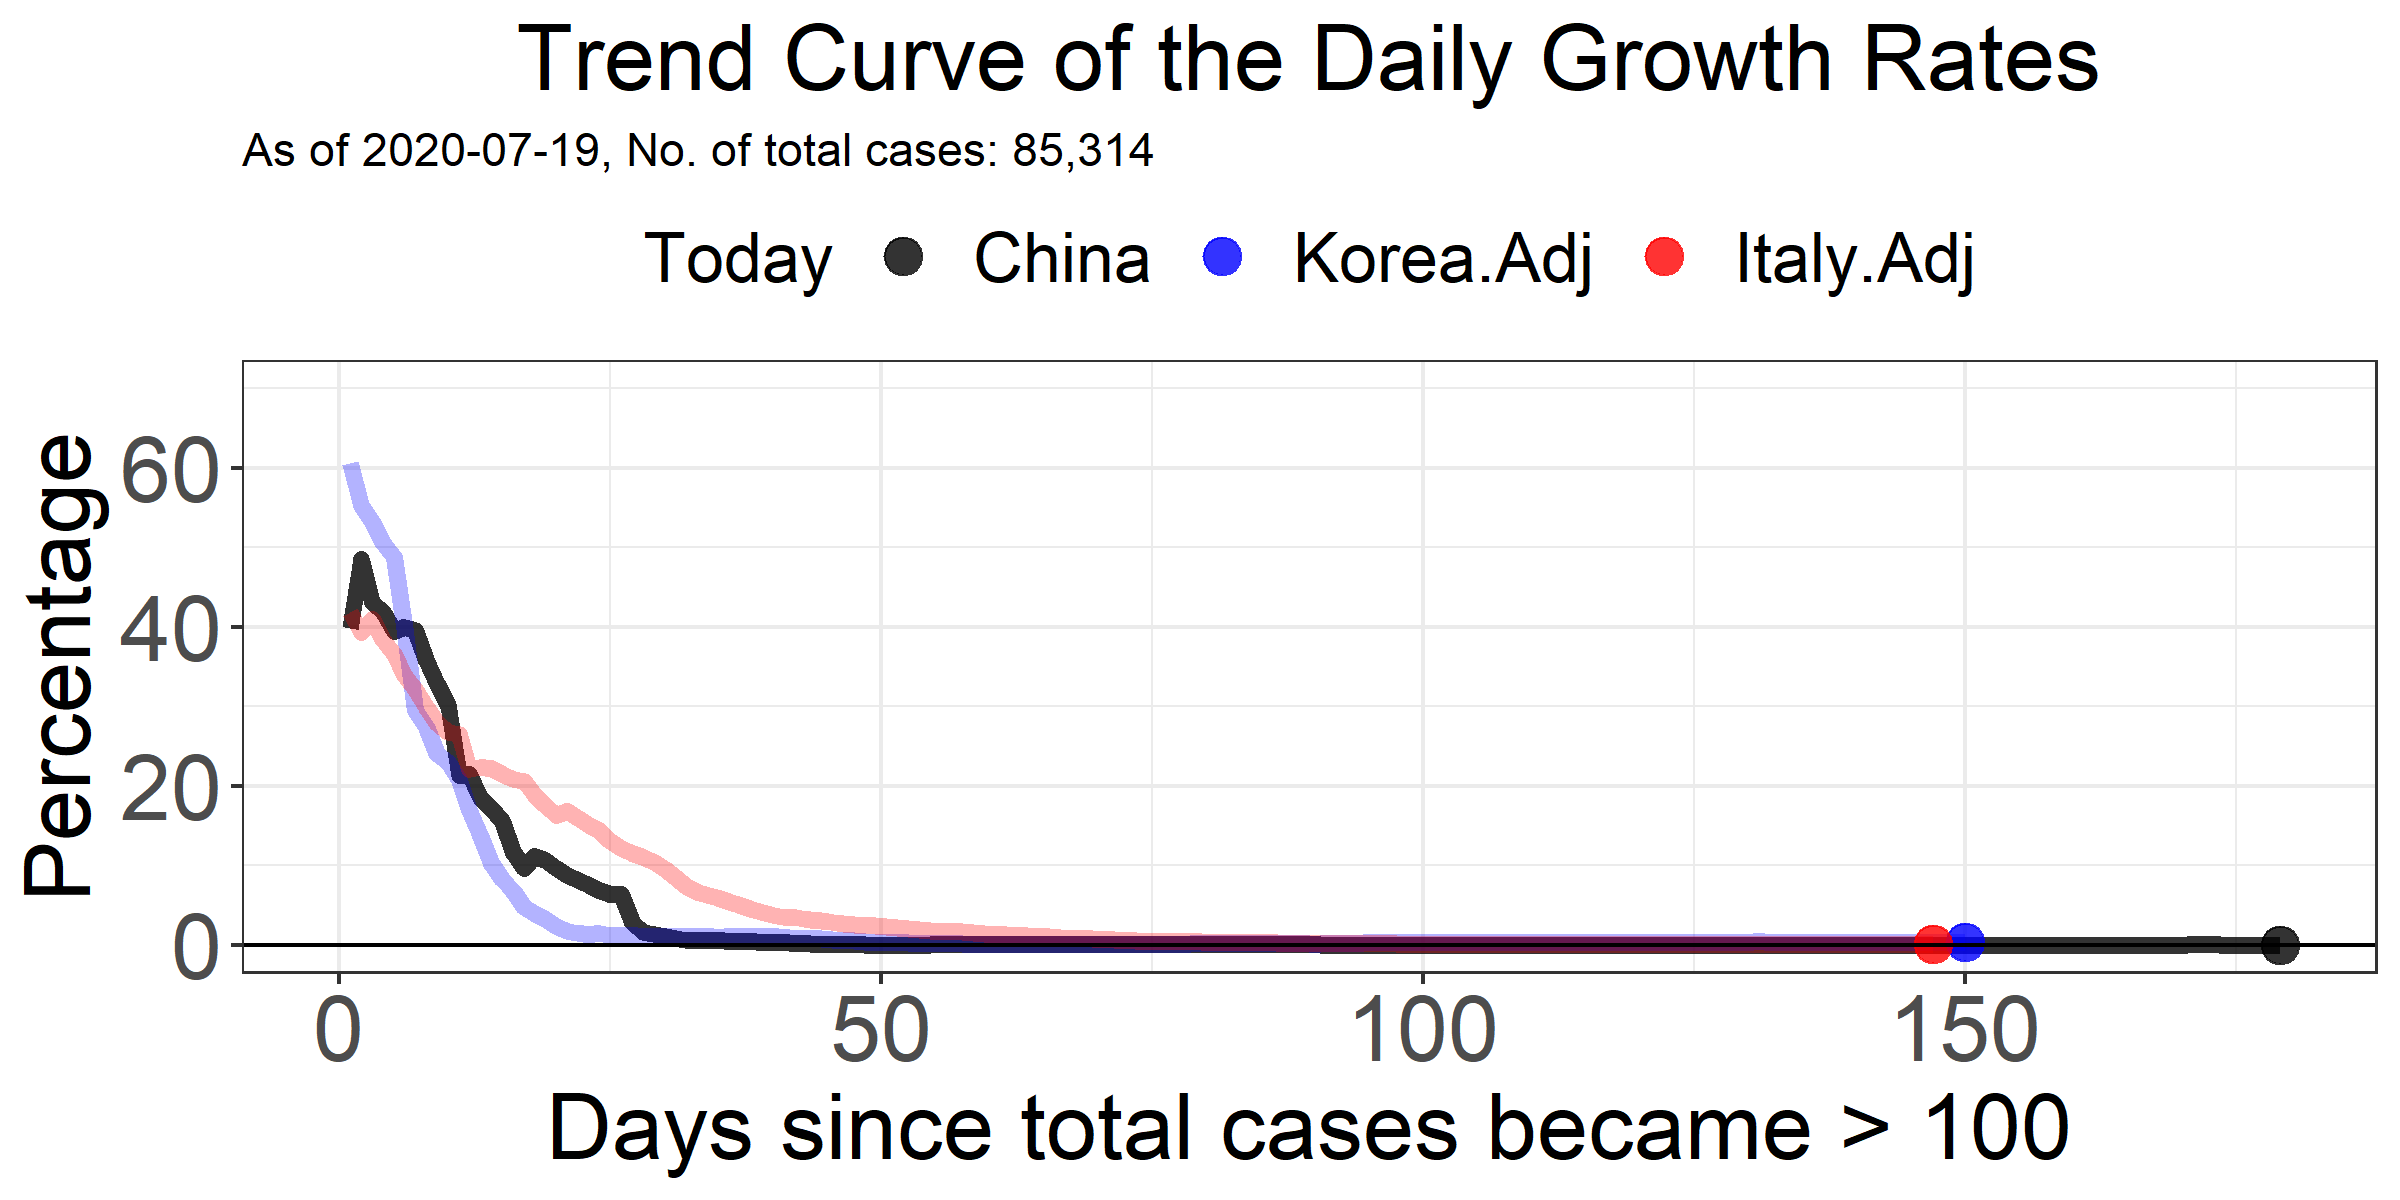 Trend Curve of the Daily Growth Rates
As of 2020-07-19, No. of total cases: 85,314
Today China Korea.Adj Italy.Adj
Percentage
60
40
20
0
0 50 100 150
Days since total cases became > 100